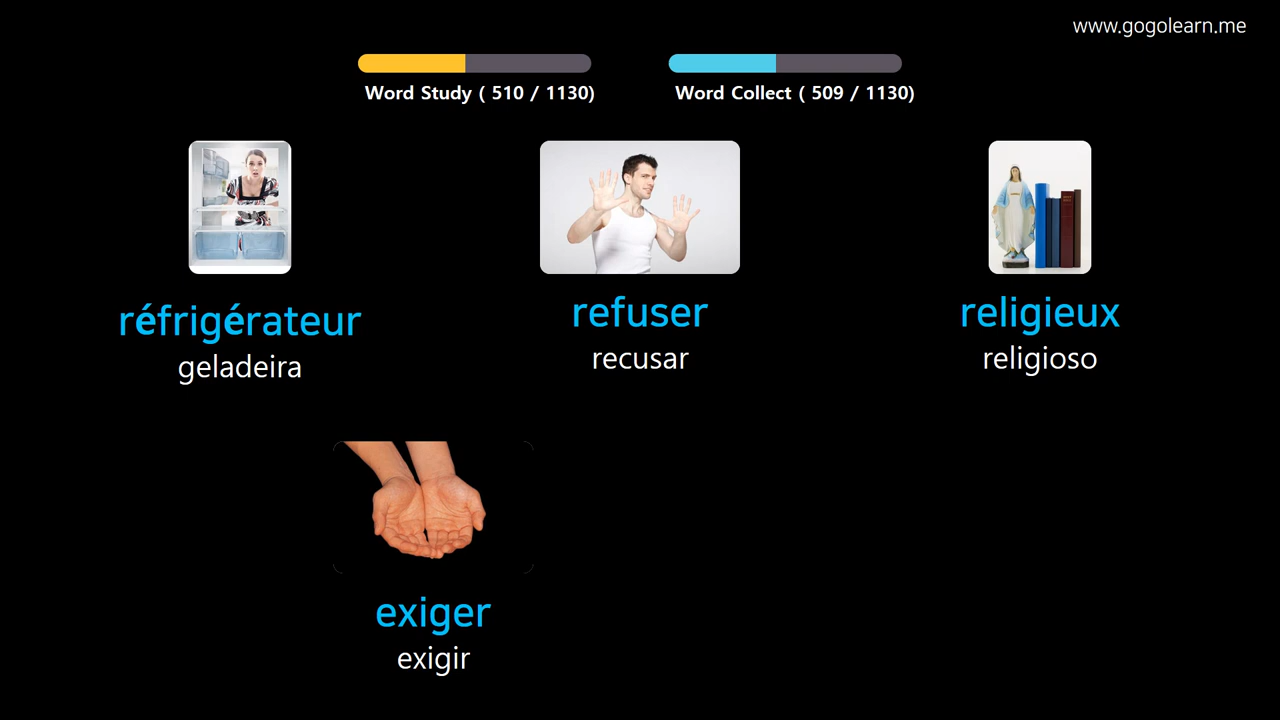 www.gogolearn.me
Word Study ( 510 / 1130)
Word Collect ( 509 / 1130)
réfrigérateur
geladeira
refuser
recusar
religieux
religioso
exiger
exigir